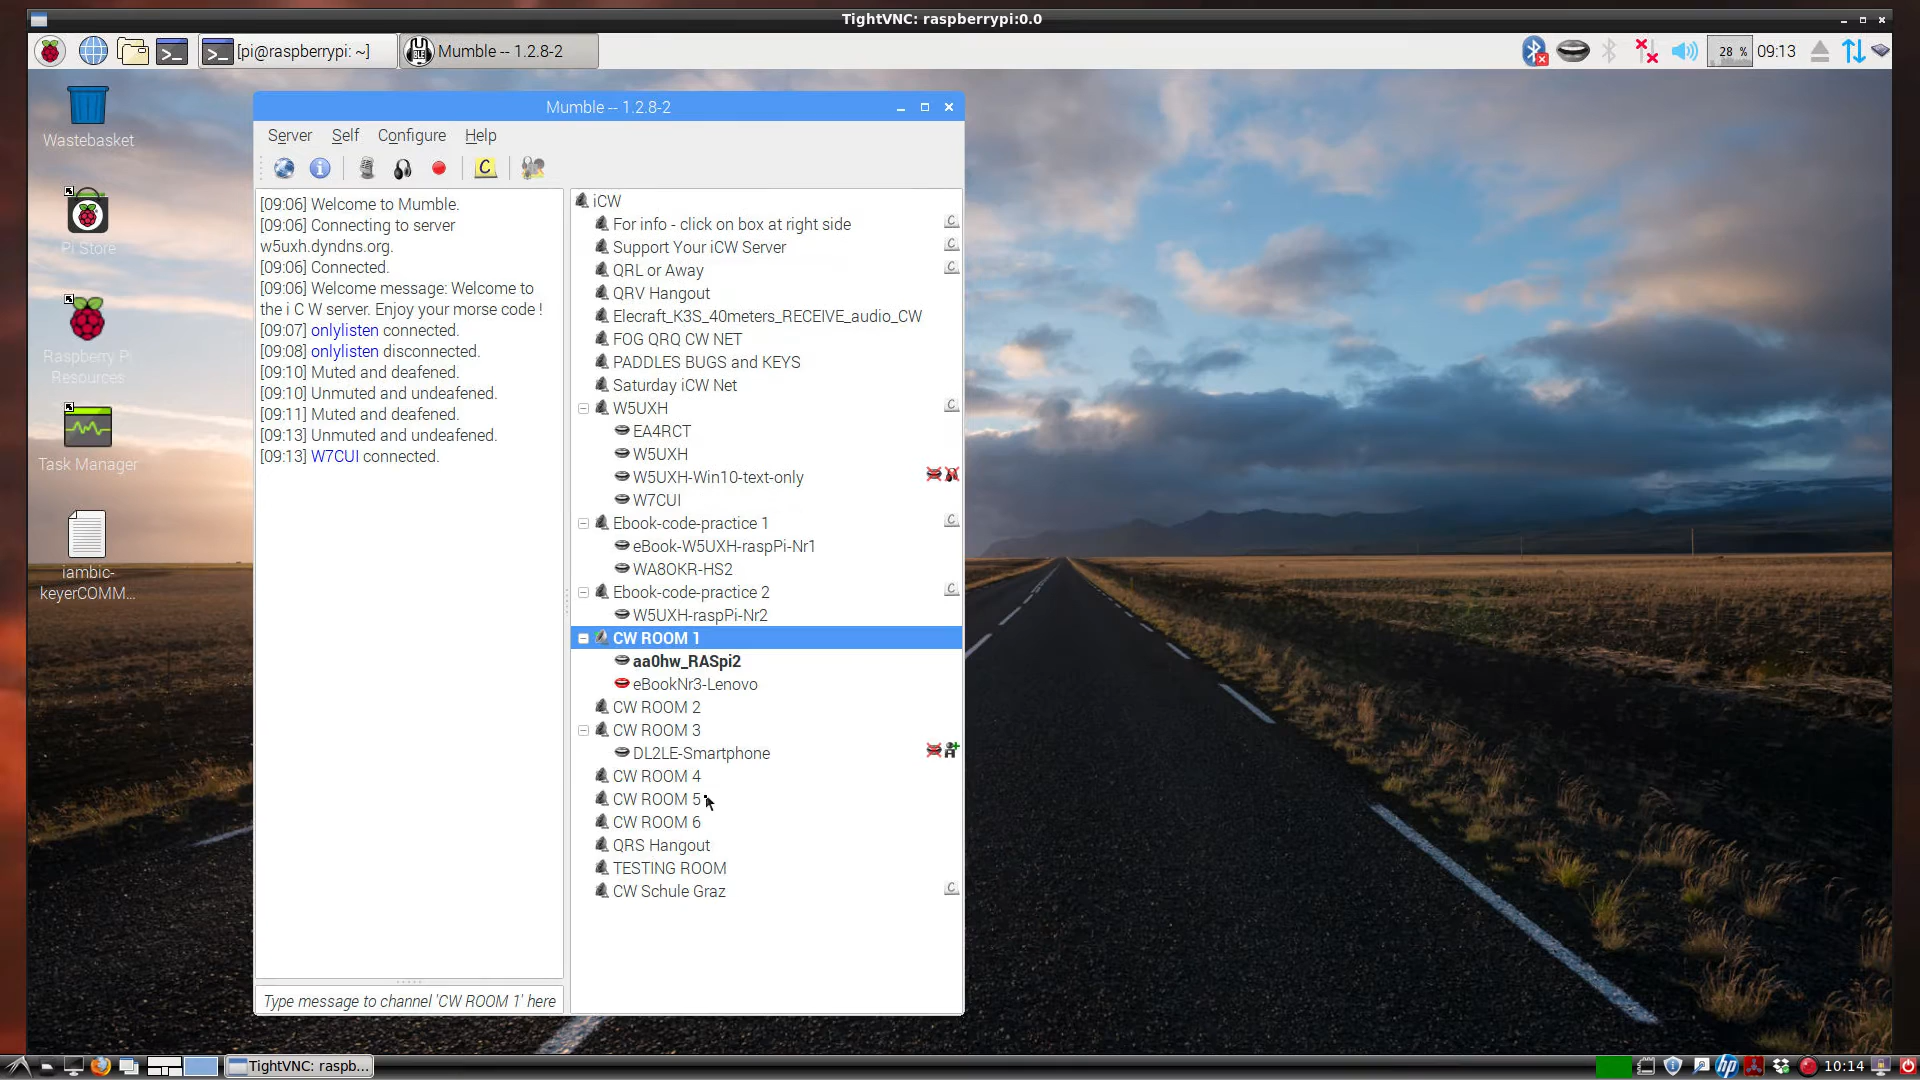 TightVNC: raspberrypi:0.0
[pi@raspberrypi: ~]
Mumble -- 1.2.8-2
28 %
09:13
Wastebasket
Pi Store
Raspberry Pi
Resources
Task Manager
iambic-
keyerCOMM...
Mumble -- 1.2.8-2
Server Self Configure Help
[09:06] Welcome to Mumble.
[09:06] Connecting to server
w5uxh.dyndns.org.
[09:06] Connected.
[09:06] Welcome message: Welcome to
the i C W server. Enjoy your morse code !
[09:07] onlylisten connected.
[09:08] onlylisten disconnected.
[09:10] Muted and deafened.
[09:10] Unmuted and undeafened.
[09:11] Muted and deafened.
[09:13] Unmuted and undeafened.
[09:13] W7CUI connected.
Type message to channel 'CW ROOM 1' here
iCW
For info - click on box at right side
Support Your iCW Server
QRL or Away
QRV Hangout
Elecraft_K3S_40meters_RECEIVE_audio_CW
FOG QRQ CW NET
PADDLES BUGS and KEYS
Saturday iCW Net
W5UXH
EA4RCT
W5UXH
W5UXH-Win10-text-only
W7CUI
Ebook-code-practice 1
eBook-W5UXH-raspPi-Nr1
WA8OKR-HS2
Ebook-code-practice 2
W5UXH-raspPi-Nr2
CW ROOM 1
aa0hw_RASpi2
eBookNr3-Lenovo
CW ROOM 2
CW ROOM 3
DL2LE-Smartphone
CW ROOM 4
CW ROOM 5
CW ROOM 6
QRS Hangout
TESTING ROOM
CW Schule Graz
TightVNC: raspb...
hp
10:14